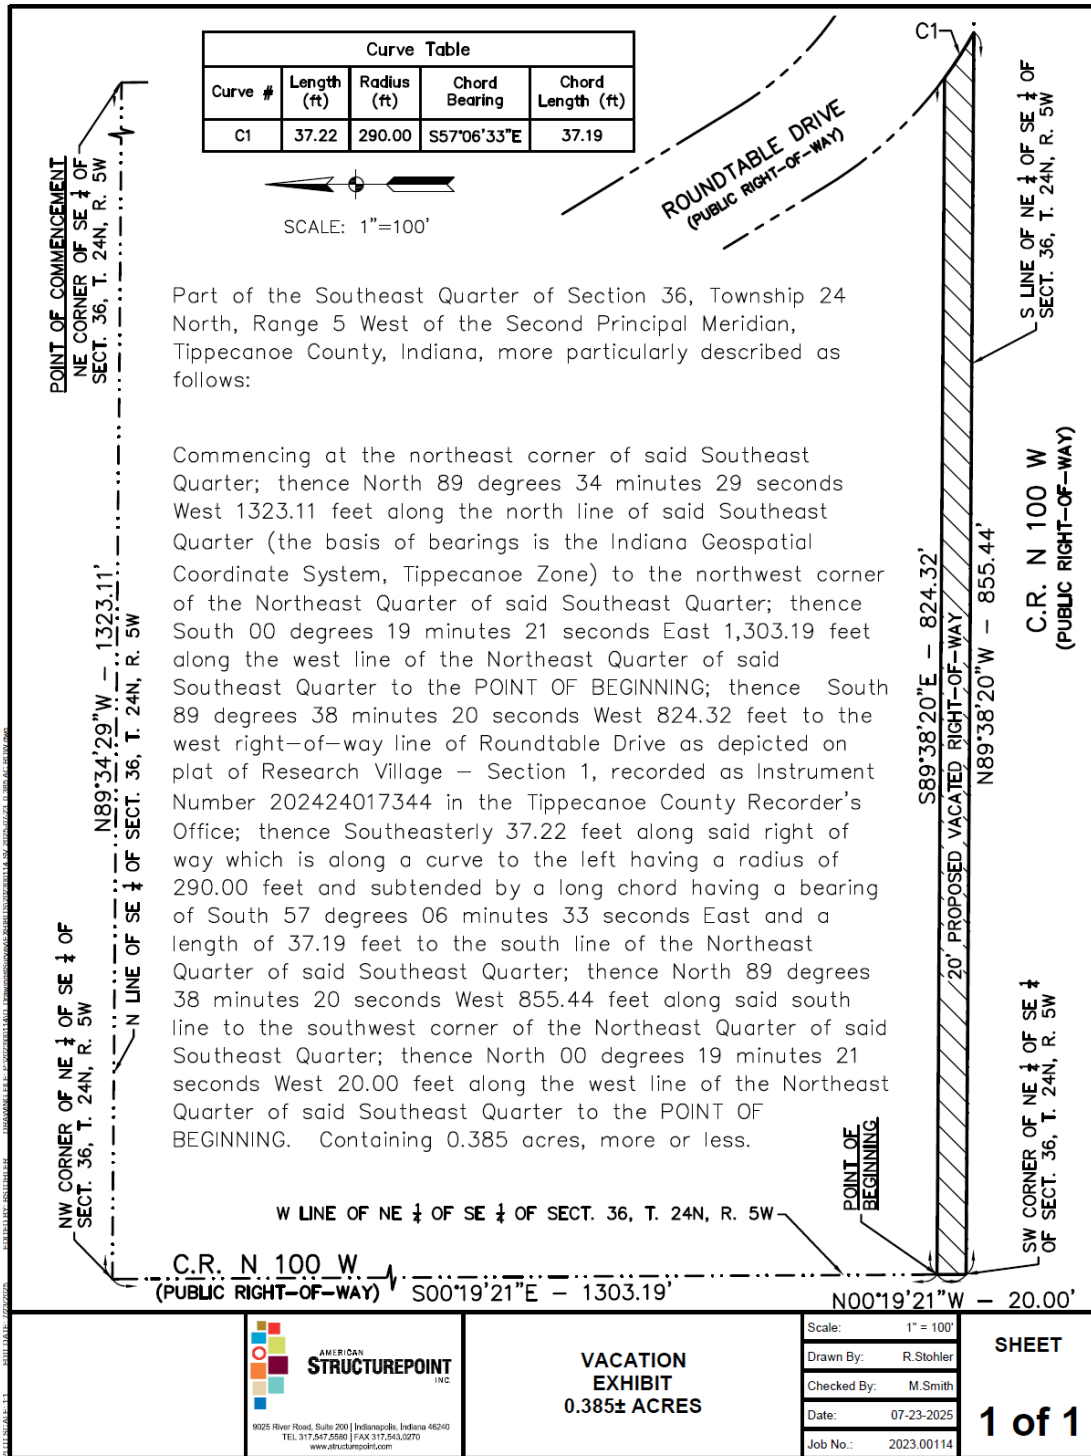 Curve Table
Curve # Length (ft) Radius (ft) Chord Bearing Chord Length (ft)
C1 37.22 290.00 S57°06'33"E 37.19
SCALE: 1"=100'
C1
ROUNDTABLE DRIVE
(PUBLIC RIGHT-OF-WAY)
S LINE OF NE ¼ OF SE ¼ OF
SECT. 36, T. 24N, R. 5W
POINT OF COMMENCEMENT
NE CORNER OF SE ¼ OF
SECT. 36, T. 24N, R. 5W
Part of the Southeast Quarter of Section 36, Township 24
North, Range 5 West of the Second Principal Meridian,
Tippecanoe County, Indiana, more particularly described as
follows:
Commencing at the northeast corner of said Southeast
Quarter; thence North 89 degrees 34 minutes 29 seconds
West 1323.11 feet along the north line of said Southeast
Quarter (the basis of bearings is the Indiana Geospatial
Coordinate System, Tippecanoe Zone) to the northwest corner
of the Northeast Quarter of said Southeast Quarter; thence
South 00 degrees 19 minutes 21 seconds East 1,303.19 feet
along the west line of the Northeast Quarter of said
Southeast Quarter to the POINT OF BEGINNING; thence South
89 degrees 38 minutes 20 seconds West 824.32 feet to the
west right-of-way line of Roundtable Drive as depicted on
plat of Research Village - Section 1, recorded as Instrument
Number 202424017344 in the Tippecanoe County Recorder's
Office; thence Southeasterly 37.22 feet along said right of
way which is along a curve to the left having a radius of
290.00 feet and subtended by a long chord having a bearing
of South 57 degrees 06 minutes 33 seconds East and a
length of 37.19 feet to the south line of the Northeast
Quarter of said Southeast Quarter; thence North 89 degrees
38 minutes 20 seconds West 855.44 feet along said south
line to the southwest corner of the Northeast Quarter of said
Southeast Quarter; thence North 00 degrees 19 minutes 21
seconds West 20.00 feet along the west line of the Northeast
Quarter of said Southeast Quarter to the POINT OF
BEGINNING. Containing 0.385 acres, more or less.
N89°34'29"W - 1323.11'
N LINE OF SE ¼ OF SECT. 36, T. 24N, R. 5W
NW CORNER OF NE ¼ OF SE ¼ OF
SECT. 36, T. 24N, R. 5W
S89°38'20"E - 824.32'
20' PROPOSED VACATED RIGHT-OF-WAY
N89°38'20"W - 855.44'
C.R. N 100 W
(PUBLIC RIGHT-OF-WAY)
POINT OF
BEGINNING
SW CORNER OF NE ¼ OF SE ¼
OF SECT. 36, T. 24N, R. 5W
W LINE OF NE ¼ OF SE ¼ OF SECT. 36, T. 24N, R. 5W
C.R. N 100 W
(PUBLIC RIGHT-OF-WAY)
S00°19'21"E - 1303.19'
N00°19'21"W - 20.00'
AMERICAN
STRUCTUREPOINT
INC.
9025 River Road, Suite 200 | Indianapolis, Indiana 46240
TEL 317.547.5580 | FAX 317.543.0270
www.structurepoint.com
VACATION
EXHIBIT
0.385± ACRES
Scale: 1" = 100'
Drawn By: R.Stohler
Checked By: M.Smith
Date: 07-23-2025
Job No.: 2023.00114
SHEET
1 of 1